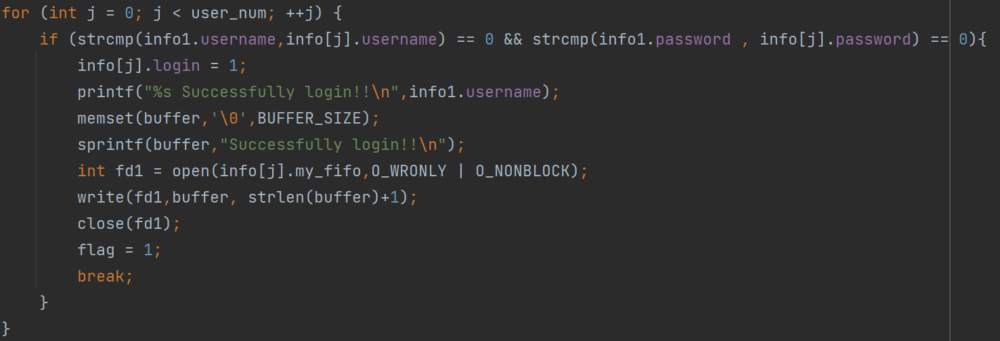 for (int j = 0; j < user_num; ++j) {
    if (strcmp(info1.username,info[j].username) == 0 && strcmp(info1.password , info[j].password) == 0){
        info[j].login = 1;
        printf("%s Successfully login!!\n",info1.username);
        memset(buffer,'\0',BUFFER_SIZE);
        sprintf(buffer,"Successfully login!!\n");
        int fd1 = open(info[j].my_fifo,O_WRONLY | O_NONBLOCK);
        write(fd1,buffer, strlen(buffer)+1);
        close(fd1);
        flag = 1;
        break;
    }
}